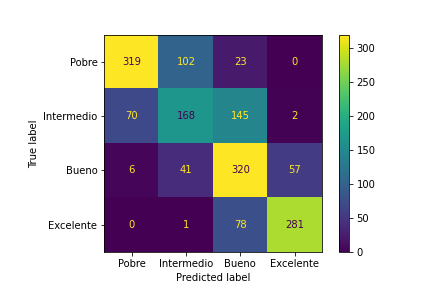 Pobre 319 102 23 0
Intermedio 70 168 145 2
Bueno 6 41 320 57
Excelente 0 1 78 281
Pobre Intermedio Bueno Excelente
Predicted label
True label
300
250
200
150
100
50
0